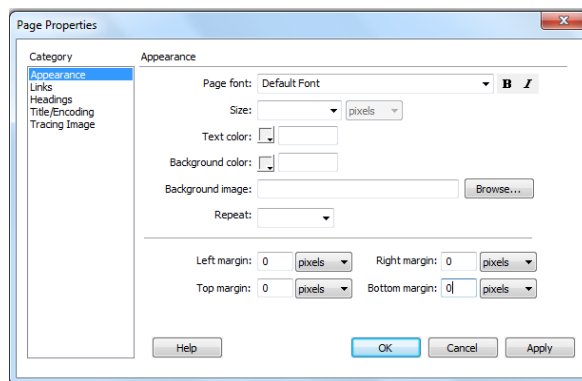 Page Properties
Category
Appearance
Links
Headings
Title/Encoding
Tracing Image
Appearance
Page font: Default Font B I
Size: pixels
Text color:
Background color:
Background image: Browse...
Repeat:
Left margin: 0 pixels Right margin: 0 pixels
Top margin: 0 pixels Bottom margin: 0 pixels
Help OK Cancel Apply